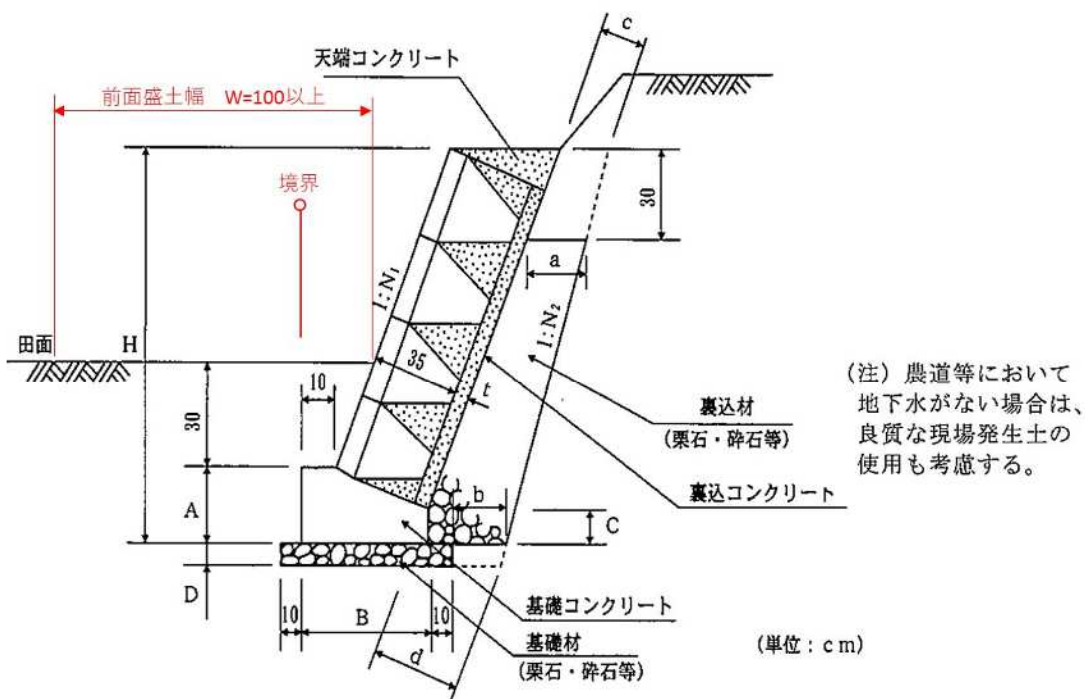 c
天端コンクリート
前面盛土幅 W=100以上
境界
30
a
1:N₁
1:N₂
H
田面
35
10
t
30
裏込材
(栗石・砕石等)
(注) 農道等において
地下水がない場合は、
良質な現場発生土の
使用も考慮する。
裏込コンクリート
b
A
C
D
10
B
10
d
基礎コンクリート
基礎材
(栗石・砕石等)
(単位:cm)